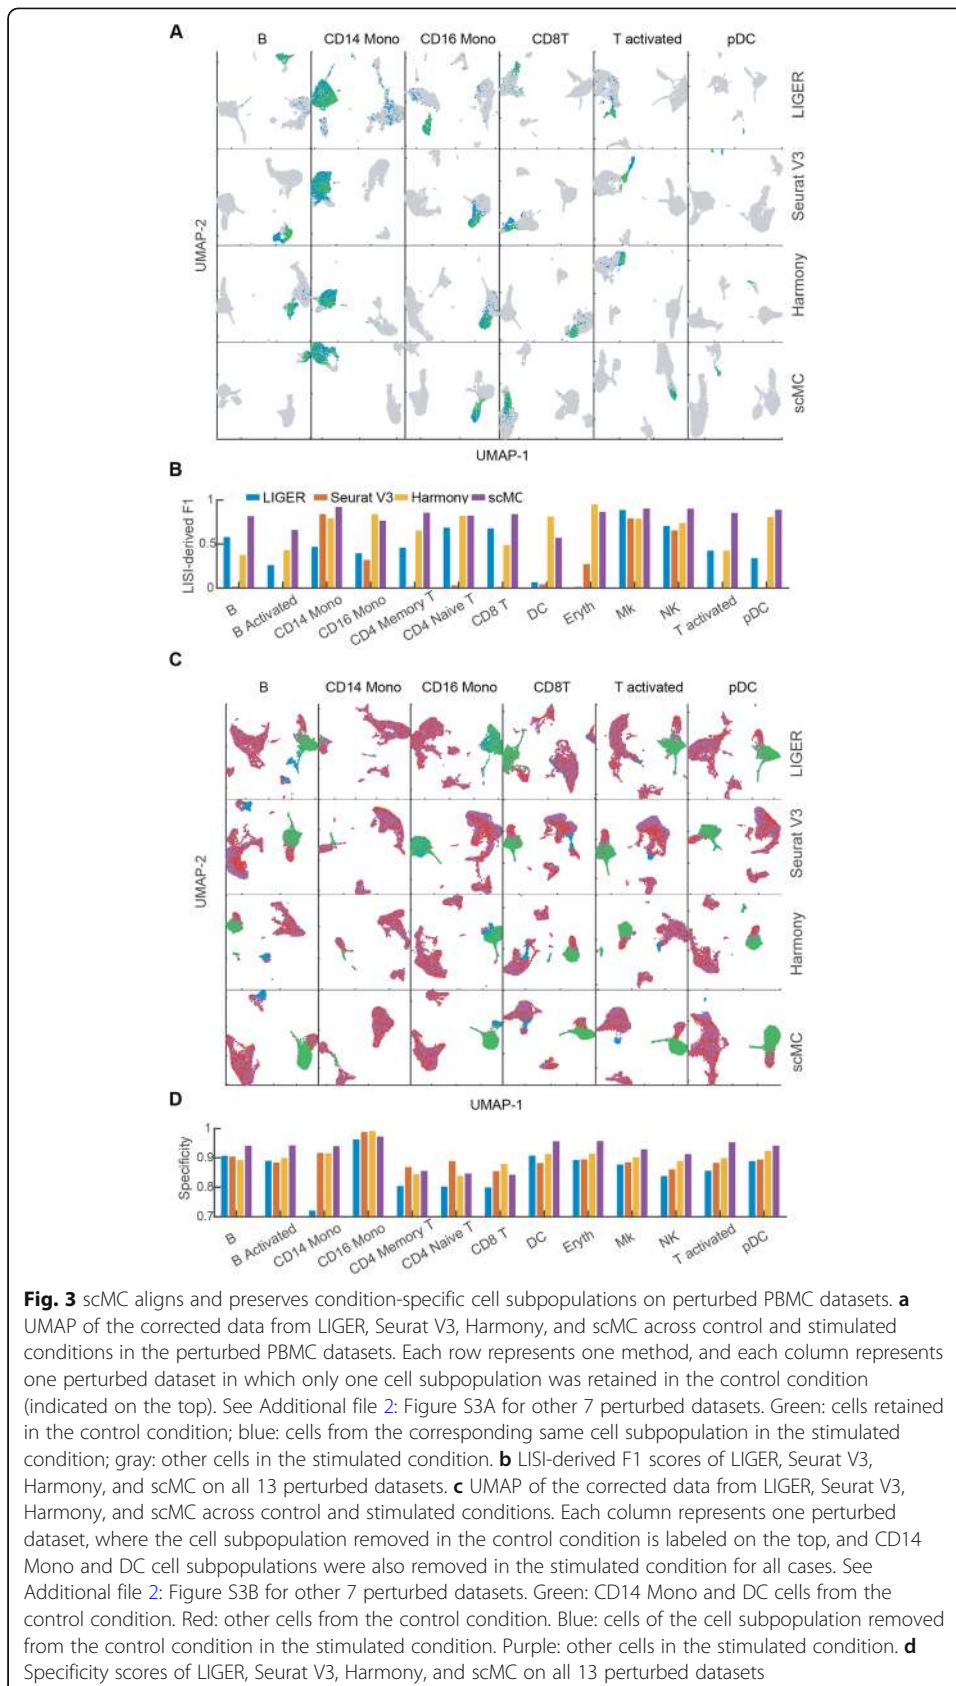 A
B CD14 Mono CD16 Mono CD8T T activated pDC
LIGER
Seurat V3
Harmony
scMC
UMAP-2
UMAP-1
B
LIGER Seurat V3 Harmony scMC
LISI-derived F1
1
0.5
0
B B Activated CD14 Mono CD16 Mono CD4 Memory T CD4 Naive T CD8 T DC Eryth Mk NK T activated pDC
C
B CD14 Mono CD16 Mono CD8T T activated pDC
LIGER
Seurat V3
Harmony
scMC
UMAP-2
UMAP-1
D
Specificity
1
0.9
0.8
0.7
B B Activated CD14 Mono CD16 Mono CD4 Memory T CD4 Naive T CD8 T DC Eryth Mk NK T activated pDC
Fig. 3 scMC aligns and preserves condition-specific cell subpopulations on perturbed PBMC datasets. a
UMAP of the corrected data from LIGER, Seurat V3, Harmony, and scMC across control and stimulated
conditions in the perturbed PBMC datasets. Each row represents one method, and each column represents
one perturbed dataset in which only one cell subpopulation was retained in the control condition
(indicated on the top). See Additional file 2: Figure S3A for other 7 perturbed datasets. Green: cells retained
in the control condition; blue: cells from the corresponding same cell subpopulation in the stimulated
condition; gray: other cells in the stimulated condition. b LISI-derived F1 scores of LIGER, Seurat V3,
Harmony, and scMC on all 13 perturbed datasets. c UMAP of the corrected data from LIGER, Seurat V3,
Harmony, and scMC across control and stimulated conditions. Each column represents one perturbed
dataset, where the cell subpopulation removed in the control condition is labeled on the top, and CD14
Mono and DC cell subpopulations were also removed in the stimulated condition for all cases. See
Additional file 2: Figure S3B for other 7 perturbed datasets. Green: CD14 Mono and DC cells from the
control condition. Red: other cells from the control condition. Blue: cells of the cell subpopulation removed
from the control condition in the stimulated condition. Purple: other cells in the stimulated condition. d
Specificity scores of LIGER, Seurat V3, Harmony, and scMC on all 13 perturbed datasets